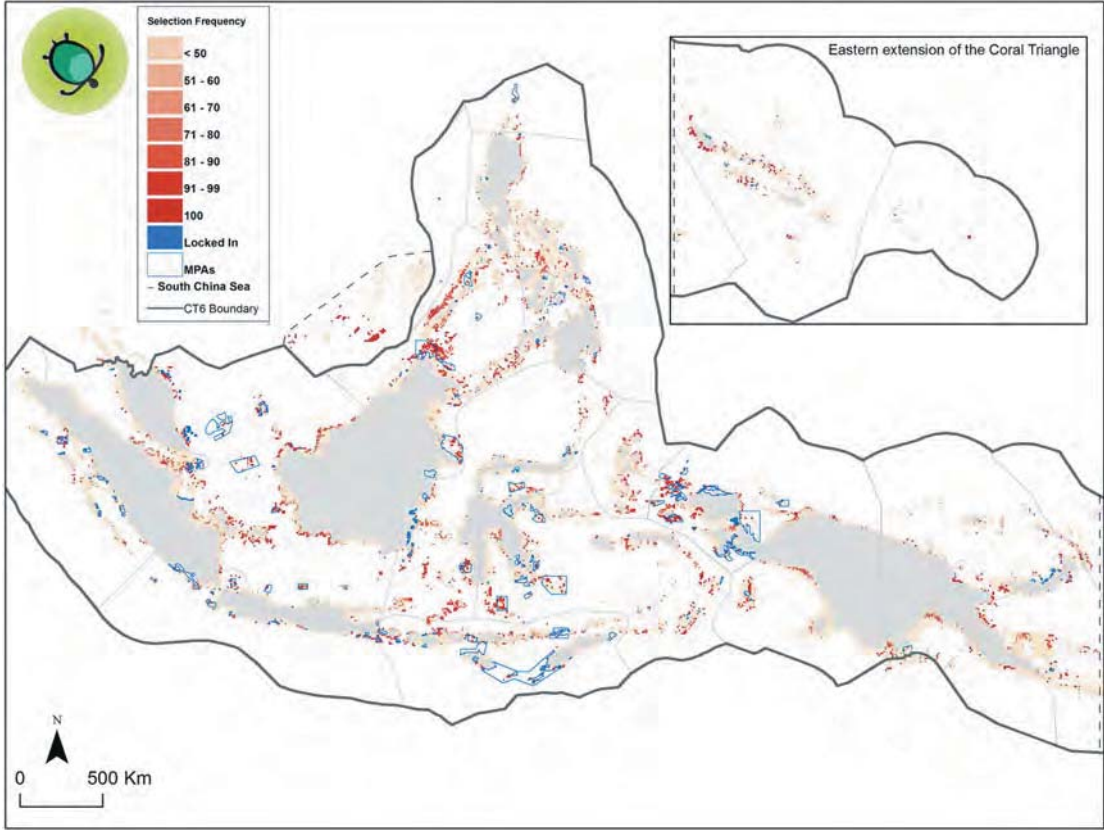 Selection Frequency
< 50
51 - 60
61 - 70
71 - 80
81 - 90
91 - 99
100
Locked In
MPAs
South China Sea
CT6 Boundary
Eastern extension of the Coral Triangle
N
0 500 Km